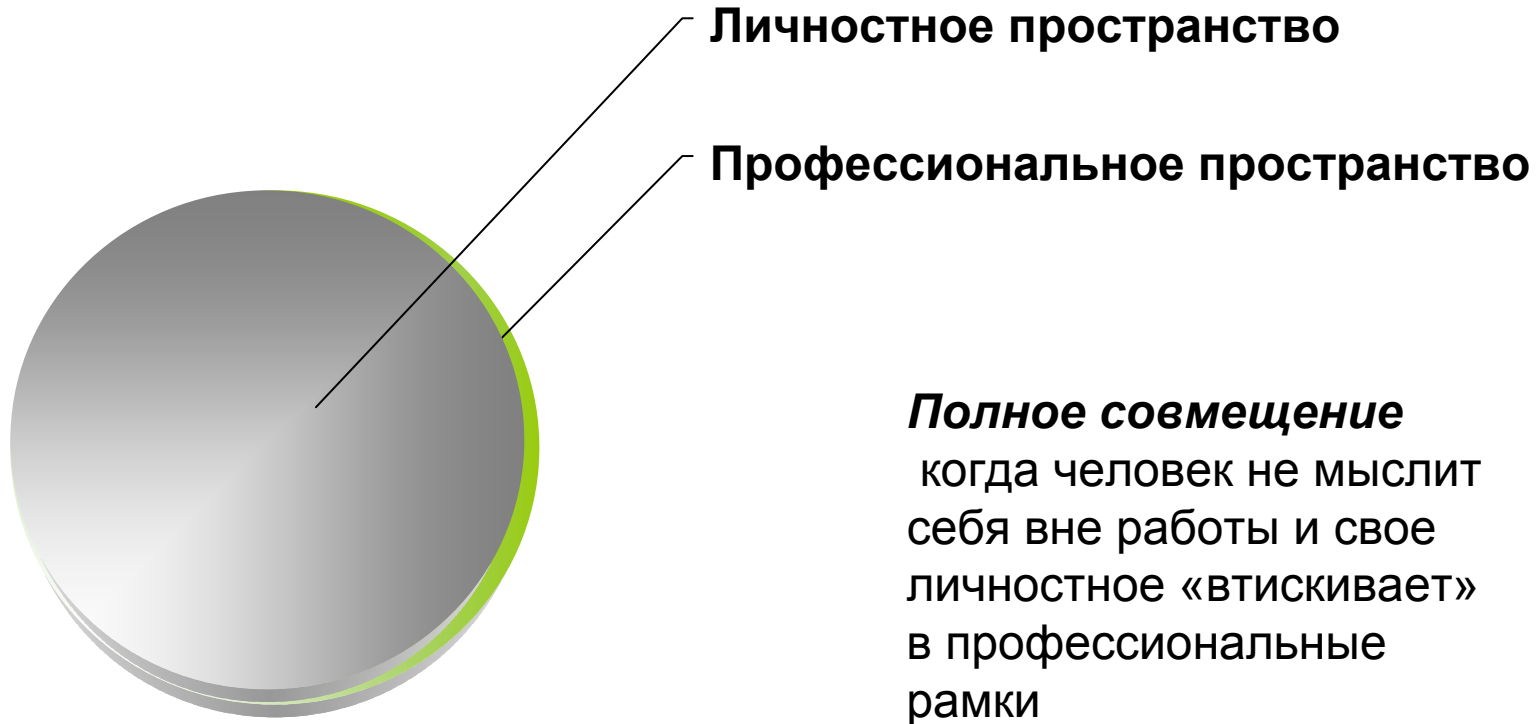 Личностное пространство
Профессиональное пространство
Полное совмещение
когда человек не мыслит
себя вне работы и свое
личностное «втискивает»
в профессиональные
рамки